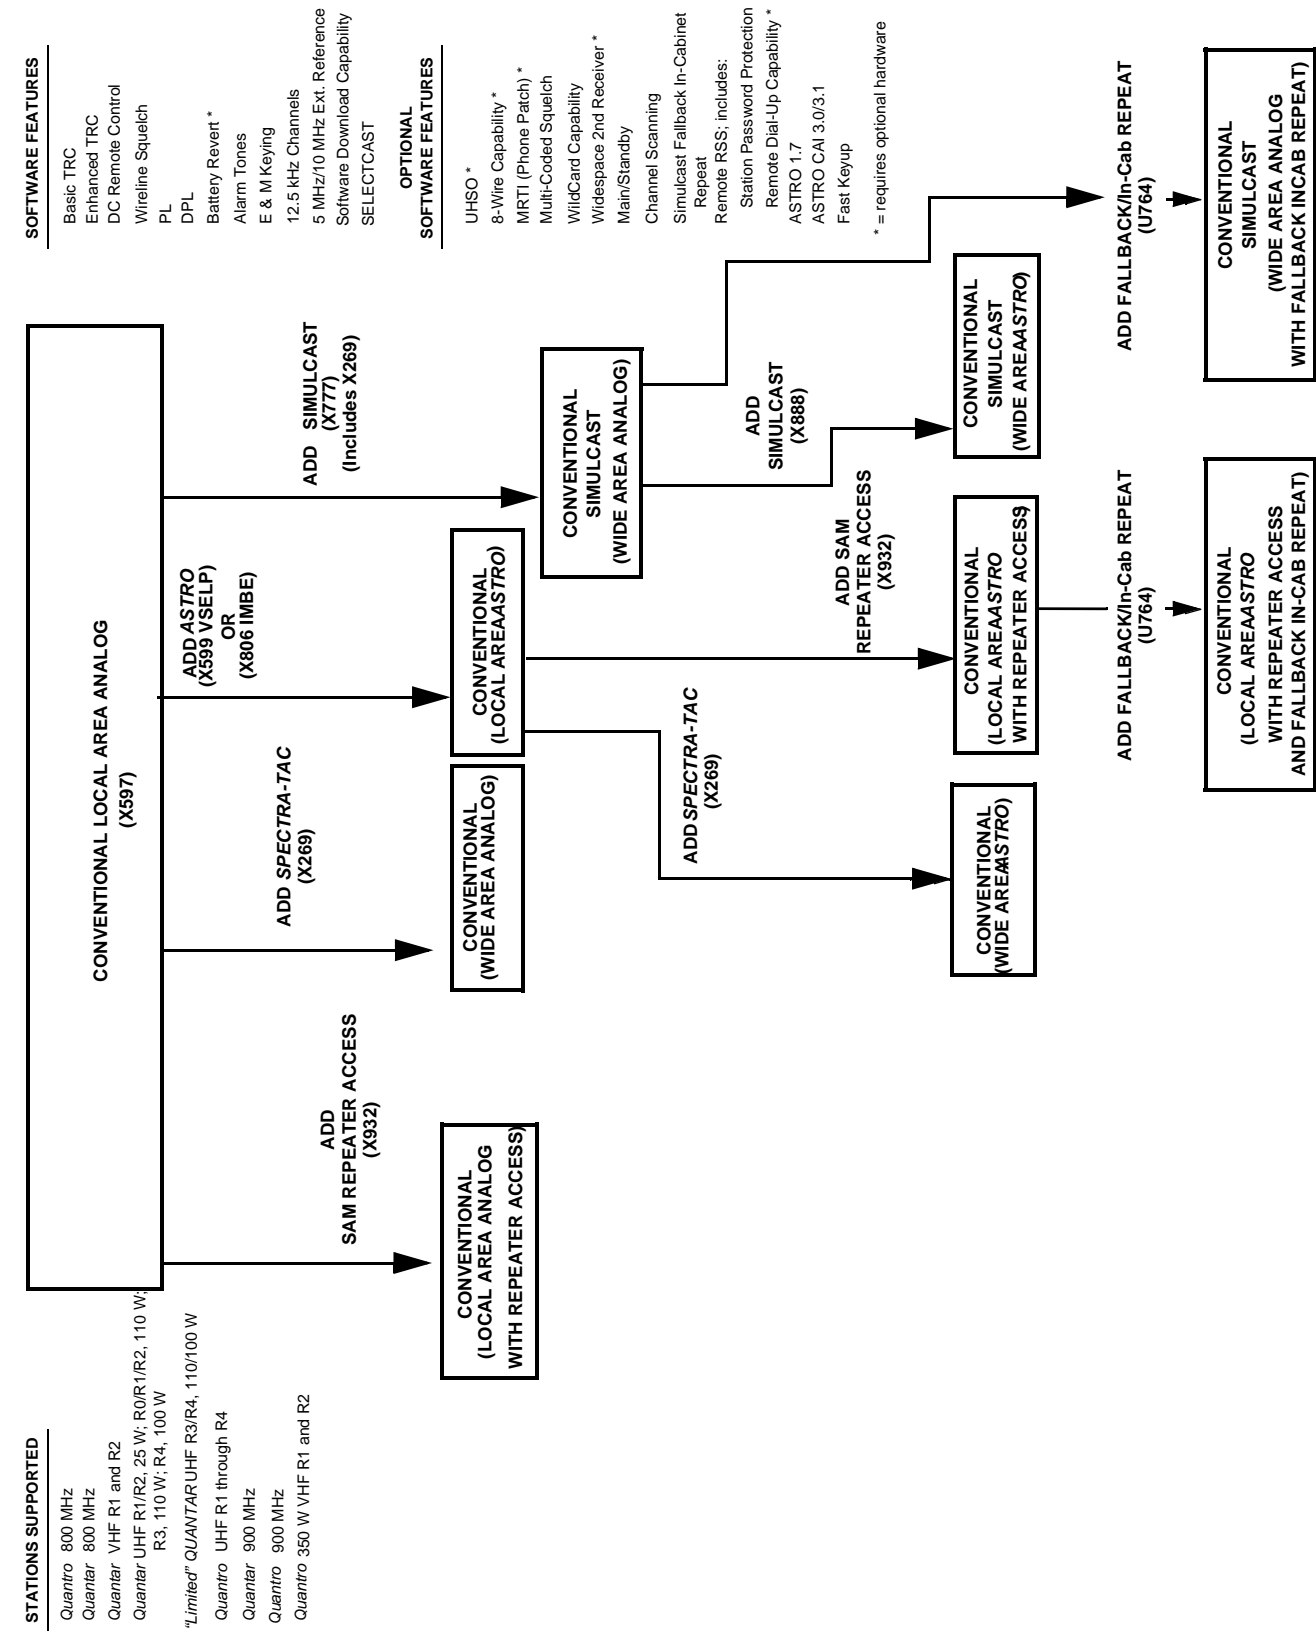 STATIONS SUPPORTED
Quantro 800 MHz
Quantar 800 MHz
Quantar VHF R1 and R2
Quantar UHF R1/R2, 25 W; R0/R1/R2, 110 W;
R3, 110 W; R4, 100 W
"Limited" QUANTAR UHF R3/R4, 110/100 W
Quantro UHF R1 through R4
Quantar 900 MHz
Quantro 900 MHz
Quantro 350 W VHF R1 and R2
CONVENTIONAL LOCAL AREA ANALOG
(X597)
SOFTWARE FEATURES
Basic TRC
Enhanced TRC
DC Remote Control
Wireline Squelch
PL
DPL
Battery Revert *
Alarm Tones
E & M Keying
12.5 kHz Channels
5 MHz/10 MHz Ext. Reference
Software Download Capability
SELECTCAST
OPTIONAL
SOFTWARE FEATURES
UHSO *
8-Wire Capability *
MRTI (Phone Patch) *
Multi-Coded Squelch
WildCard Capability
Widespace 2nd Receiver *
Main/Standby
Channel Scanning
Simulcast Fallback In-Cabinet
Repeat
Remote RSS; includes:
Station Password Protection
Remote Dial-Up Capability *
ASTRO 1.7
ASTRO CAI 3.0/3.1
Fast Keyup
* = requires optional hardware
ADD
SAM REPEATER ACCESS
(X932)
ADD SPECTRA-TAC
(X269)
ADD ASTRO
(X599 VSELP)
OR
(X806 IMBE)
ADD SIMULCAST
(X777)
(Includes X269)
CONVENTIONAL
(LOCAL AREA ANALOG
WITH REPEATER ACCESS)
CONVENTIONAL
(WIDE AREA ANALOG)
CONVENTIONAL
(LOCAL AREA ASTRO)
CONVENTIONAL
SIMULCAST
(WIDE AREA ANALOG)
ADD SPECTRA-TAC
(X269)
ADD SAM
REPEATER ACCESS
(X932)
ADD
SIMULCAST
(X888)
CONVENTIONAL
(WIDE AREA ASTRO)
CONVENTIONAL
(LOCAL AREA ASTRO
WITH REPEATER ACCESS)
CONVENTIONAL
SIMULCAST
(WIDE AREA ASTRO)
ADD FALLBACK/In-Cab REPEAT
(U764)
ADD FALLBACK/In-Cab REPEAT
(U764)
CONVENTIONAL
(LOCAL AREA ASTRO
WITH REPEATER ACCESS
AND FALLBACK IN-CAB REPEAT)
CONVENTIONAL
SIMULCAST
(WIDE AREA ANALOG
WITH FALLBACK INCAB REPEAT)